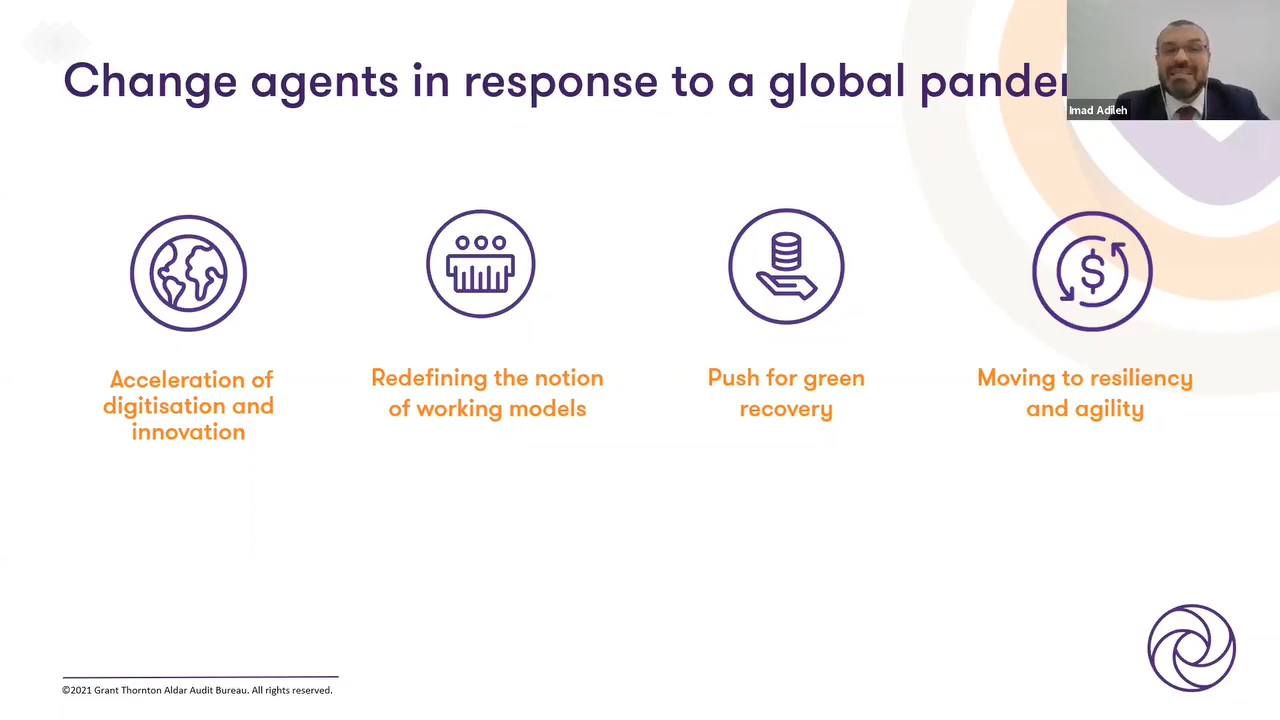 Change agents in response to a global
Imad Adileh
Acceleration of
digitisation and
innovation
Redefining the notion
of working models
Push for green
recovery
Moving to resiliency
and agility
©2021 Grant Thornton Aldar Audit Bureau. All rights reserved.